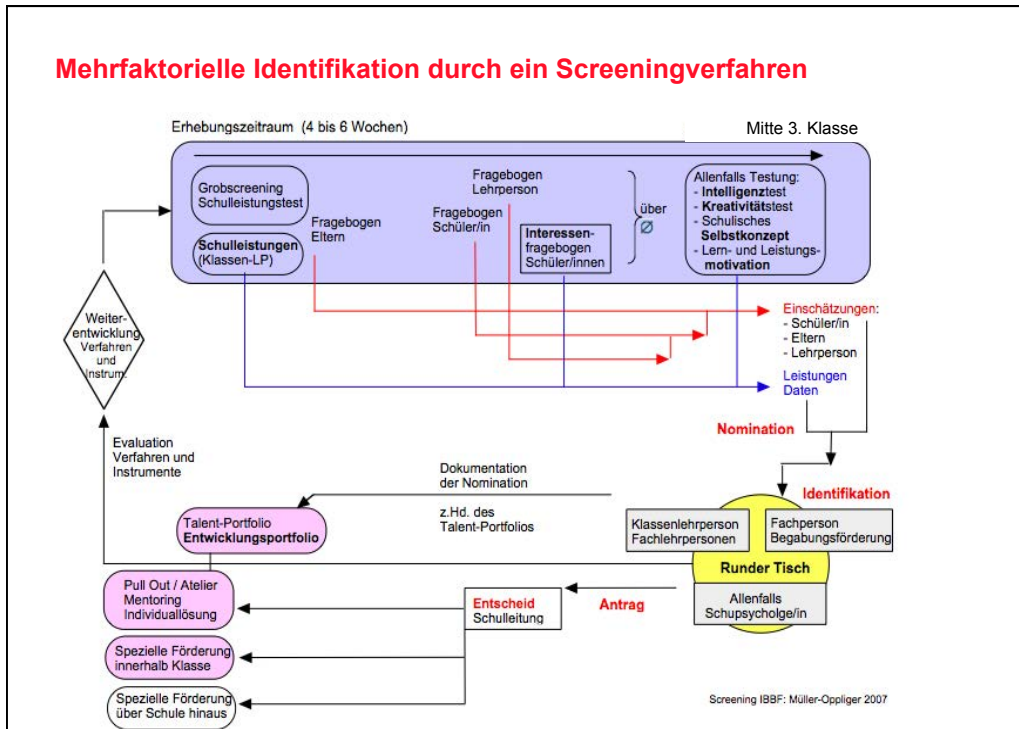 Mehrfaktorielle Identifikation durch ein Screeningverfahren
Erhebungszeitraum (4 bis 6 Wochen)
Mitte 3. Klasse
Grobscreening
Schulleistungstest
Schulleistungen
(Klassen-LP)
Fragebogen
Eltern
Fragebogen
Lehrperson
Fragebogen
Schüler/in
Interessen-
fragebogen
Schüler/innen
über
Ø
Allenfalls Testung:
- Intelligenztest
- Kreativitätstest
- Schulisches
Selbstkonzept
- Lern- und Leistungs-
motivation
Weiter-
entwicklung
Verfahren
und
Instrum.
Einschätzungen:
- Schüler/in
- Eltern
- Lehrperson
Leistungen
Daten
Nomination
Evaluation
Verfahren und
Instrumente
Dokumentation
der Nomination
z.Hd. des
Talent-Portfolios
Identifikation
Talent-Portfolio
Entwicklungsportfolio
Klassenlehrperson
Fachlehrpersonen
Fachperson
Begabungsförderung
Runder Tisch
Allenfalls
Schupsycholge/in
Pull Out / Atelier
Mentoring
Individuallösung
Entscheid
Schulleitung
Antrag
Spezielle Förderung
innerhalb Klasse
Spezielle Förderung
über Schule hinaus
Screening IBBF: Müller-Oppliger 2007